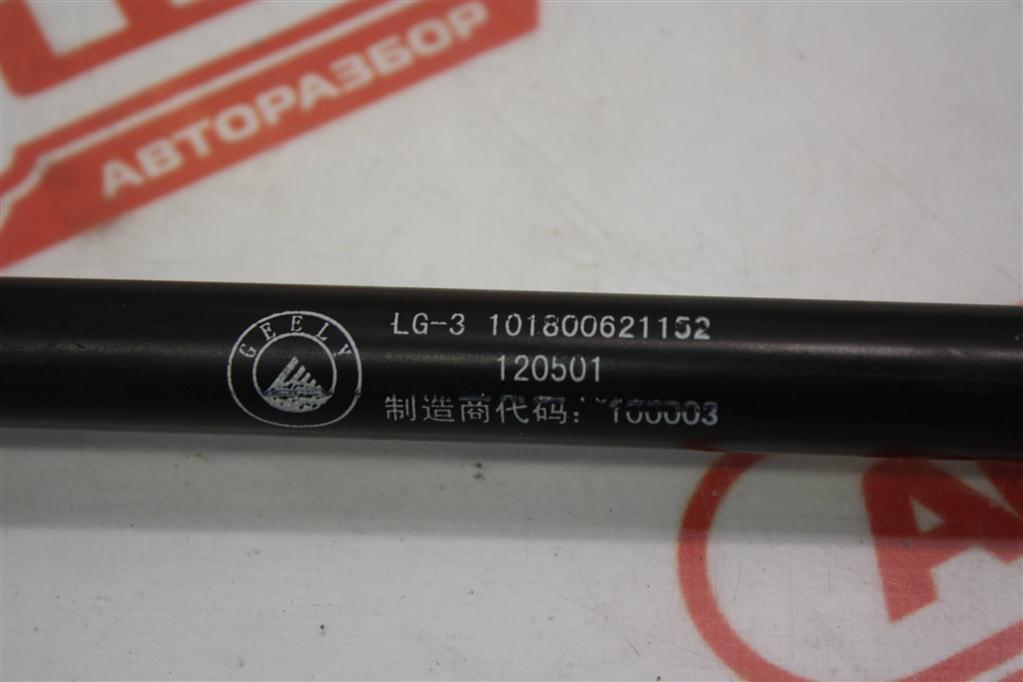 АВТОРАЗБОР
GEELY
LG-3 101800621152
120501
制造商代码: 100003